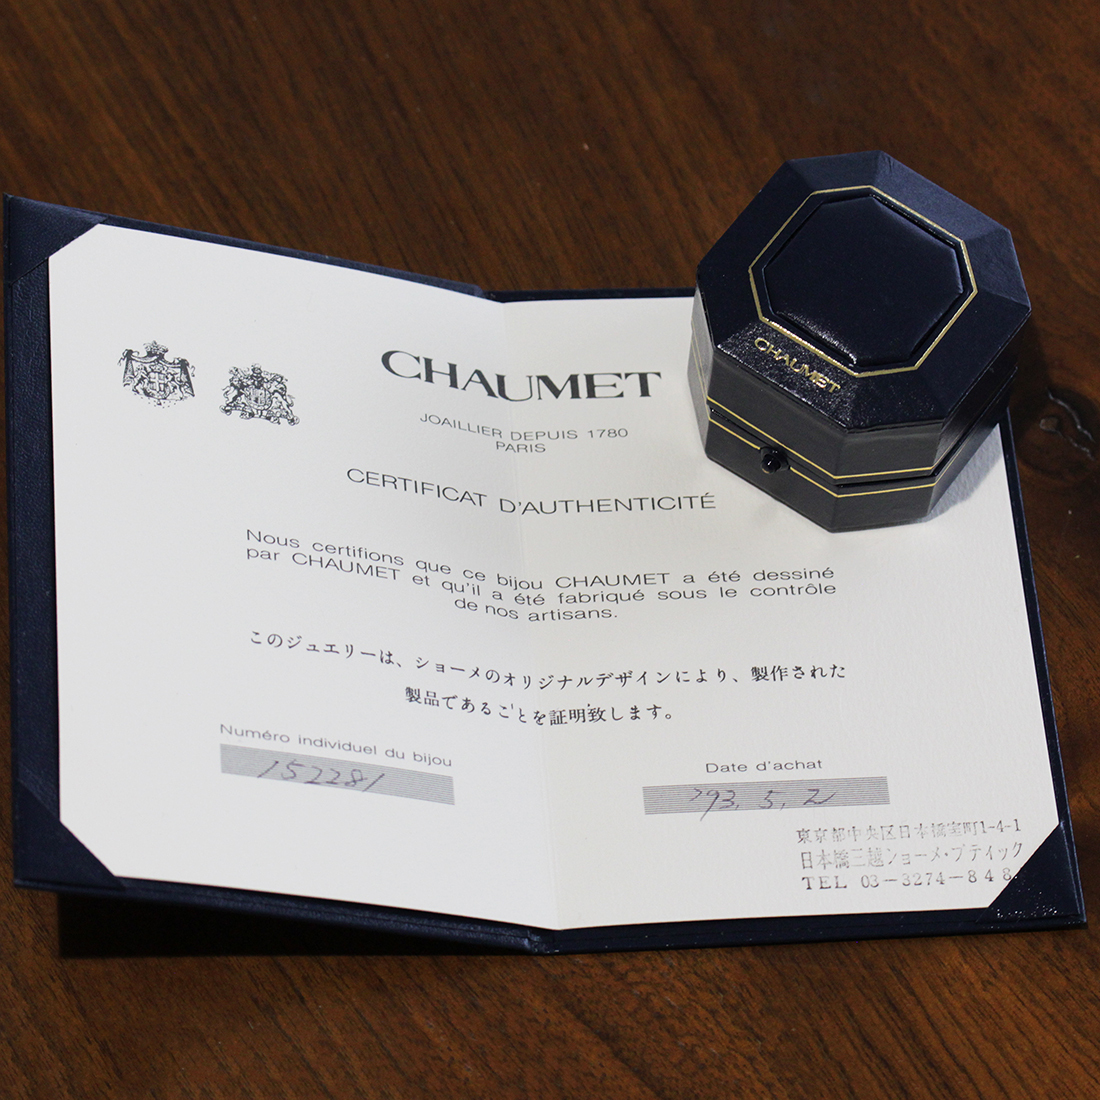 CHAUMET
JOAILLIER DEPUIS 1780
PARIS
CERTIFICAT D'AUTHENTICITÉ
Nous certifions que ce bijou CHAUMET a été dessiné
par CHAUMET et qu'il a été fabriqué sous le contrôle
de nos artisans.
このジュエリーは、ショーメのオリジナルデザインにより、製作された
製品であることを証明致します。
Numéro individuel du bijou
152281
Date d'achat
'93. 5. 2
東京都中央区日本橋室町1-4-1
日本橋三越ショーメ・ブティック
TEL 03-3274-848
CHAUMET